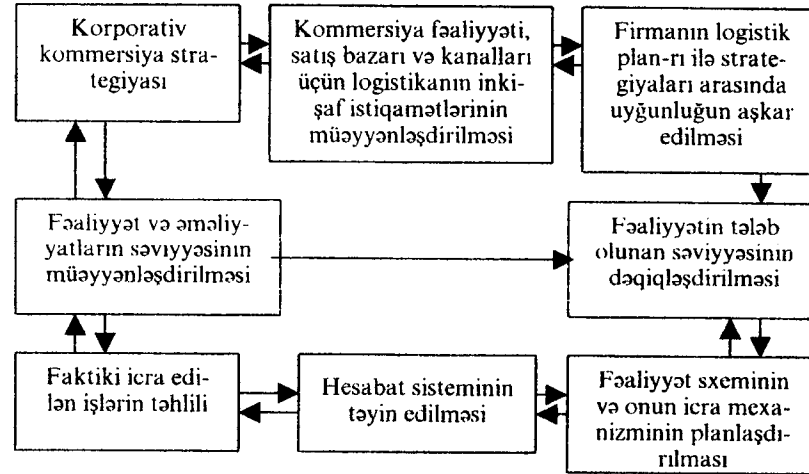 Korporativ
kommersiya stra-
tegiyası
Kommersiya fəaliyyəti,
satış bazarı və kanalları
üçün logistikanın inki-
şaf istiqamətlərinin
müəyyənləşdirilməsi
Firmanın logistik
plan-rı ilə strate-
giyaları arasında
uyğunluğun aşkar
edilməsi
Fəaliyyət və əməliy-
yatların səviyyəsinin
müəyyənləşdirilməsi
Fəaliyyətin tələb
olunan səviyyəsinin
dəqiqləşdirilməsi
Faktiki icra edi-
lən işlərin təhlili
Hesabat sisteminin
təyin edilməsi
Fəaliyyət sxeminin
və onun icra mexa-
nizminin planlaşdı-
rılması